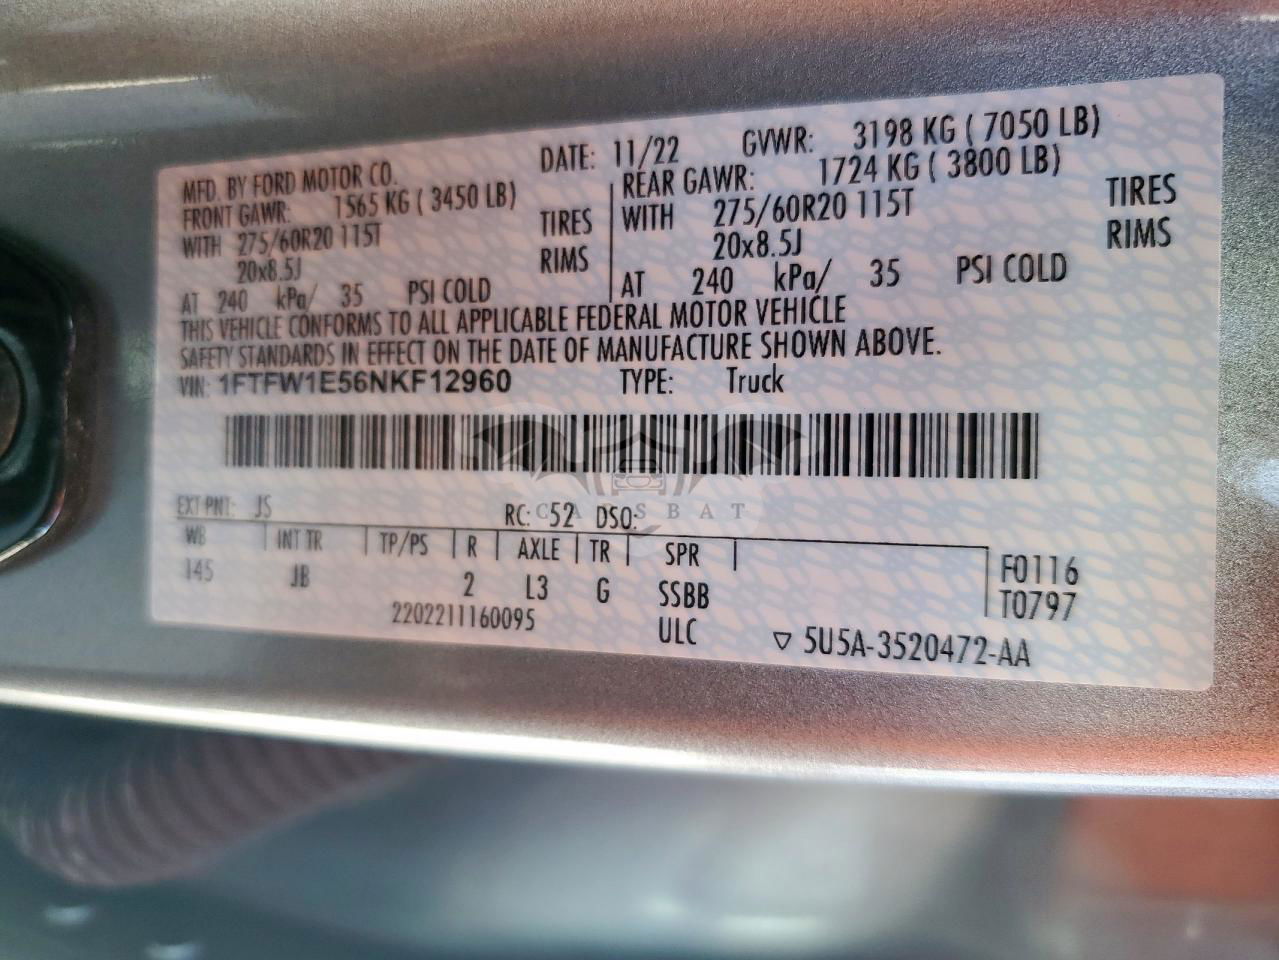 MFD. BY FORD MOTOR CO. DATE: 11/22 GVWR: 3198 KG ( 7050 LB)
FRONT GAWR: 1565 KG ( 3450 LB) REAR GAWR: 1724 KG ( 3800 LB)
WITH 275/60R20 115T TIRES WITH 275/60R20 115T TIRES
20x8.5J RIMS 20x8.5J RIMS
AT 240 kPa/ 35 PSI COLD AT 240 kPa/ 35 PSI COLD
THIS VEHICLE CONFORMS TO ALL APPLICABLE FEDERAL MOTOR VEHICLE
SAFETY STANDARDS IN EFFECT ON THE DATE OF MANUFACTURE SHOWN ABOVE.
VIN: 1FTFW1E56NKF12960 TYPE: Truck
CARSBAT
EXT PNT: JS RC: 52 DSO:
WB INT TR TP/PS R AXLE TR SPR F0116
145 JB 2 L3 G SSBB T0797
2202211160095 ULC 5U5A-3520472-AA